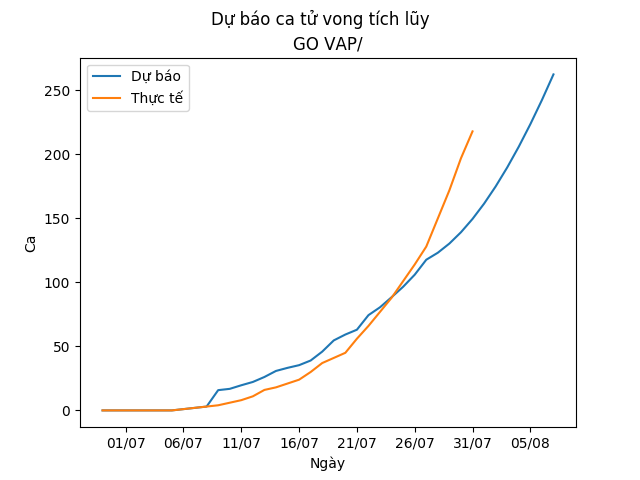 Dự báo ca tử vong tích lũy
GO VAP/
Dự báo
Thực tế
250
200
150
100
50
0
Ca
01/07 06/07 11/07 16/07 21/07 26/07 31/07 05/08
Ngày